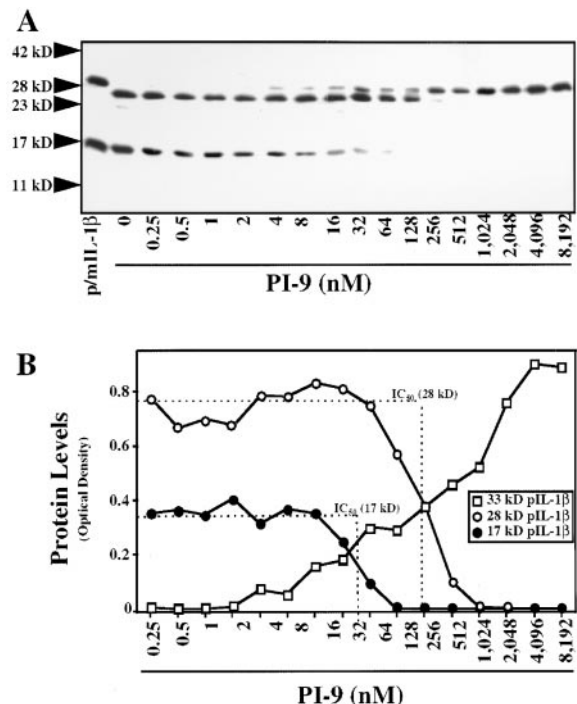 A
42 kD
28 kD
23 kD
17 kD
11 kD
p/mIL-1β
0
0.25
0.5
1
2
4
8
16
32
64
128
256
512
1,024
2,048
4,096
8,192
PI-9 (nM)
B
Protein Levels
(Optical Density)
0.8
0.6
0.4
0.2
0
IC50 (28 kD)
IC50 (17 kD)
33 kD pIL-1β
28 kD pIL-1β
17 kD pIL-1β
0.25
0.5
1
2
4
8
16
32
64
128
256
512
1,024
2,048
4,096
8,192
PI-9 (nM)